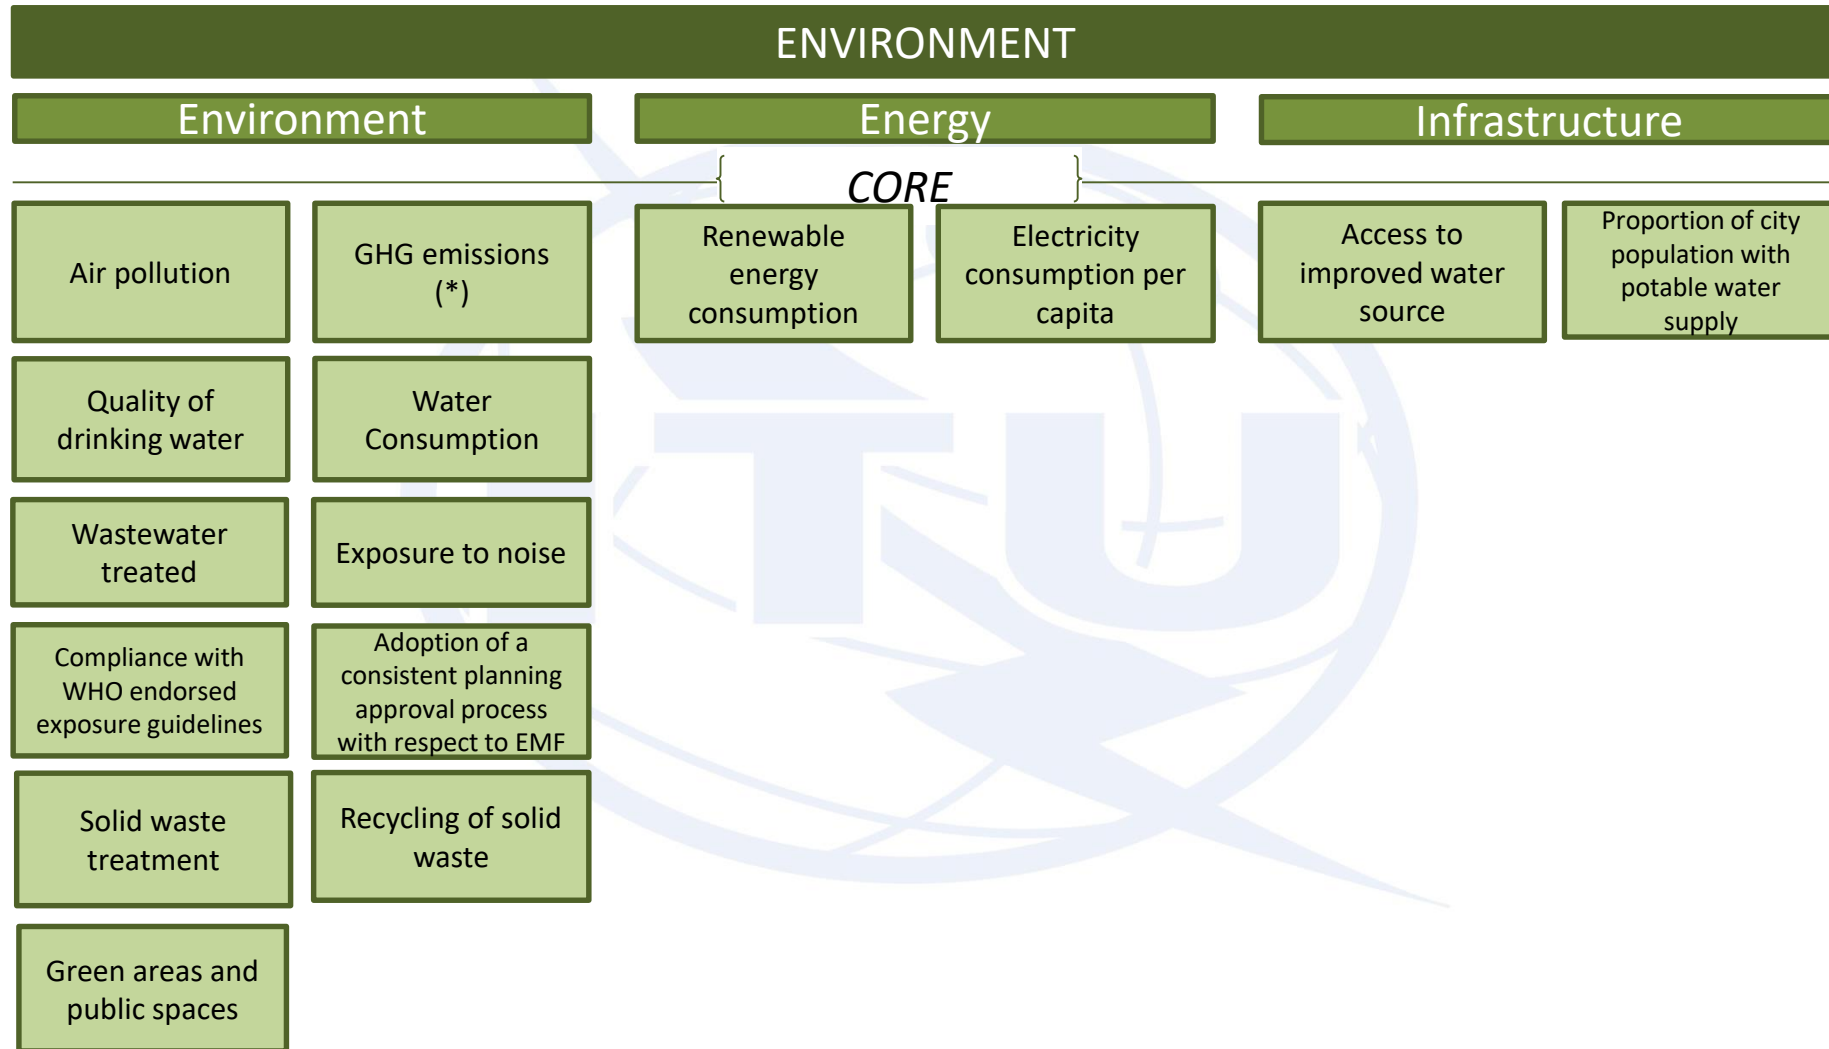 ENVIRONMENT
Environment
Energy
Infrastructure
CORE
Air pollution
GHG emissions
(*)
Renewable
energy
consumption
Electricity
consumption per
capita
Access to
improved water
source
Proportion of city
population with
potable water
supply
Quality of
drinking water
Water
Consumption
Wastewater
treated
Exposure to noise
Compliance with
WHO endorsed
exposure guidelines
Adoption of a
consistent planning
approval process
with respect to EMF
Solid waste
treatment
Recycling of solid
waste
Green areas and
public spaces
ITU